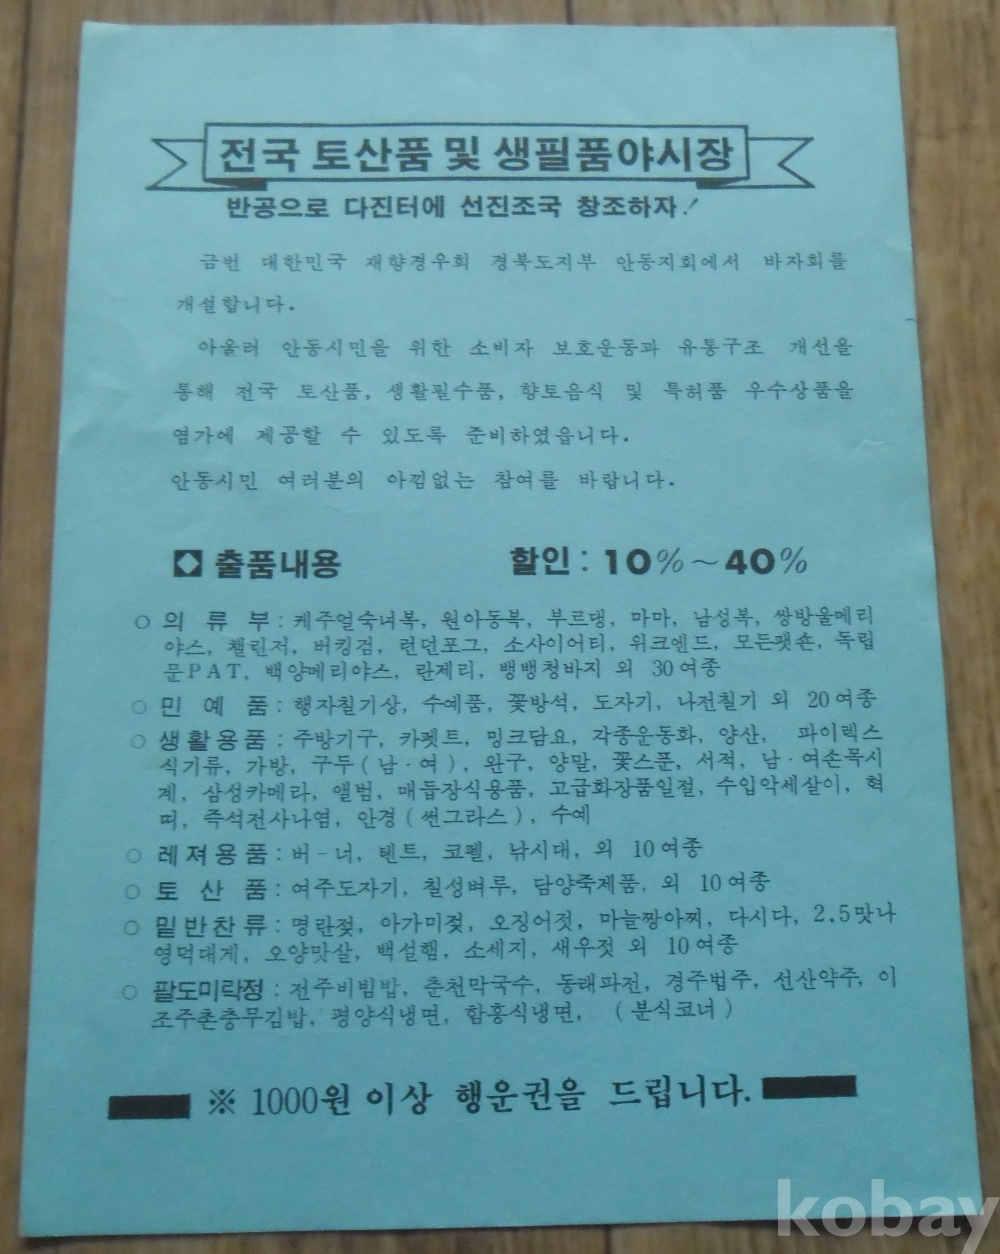 전국 토산품 및 생필품야시장
반공으로 다진터에 선진조국 창조하자!
금번 대한민국 재향경우회 경북도지부 안동지회에서 바자회를
개설합니다.
아울러 안동시민을 위한 소비자 보호운동과 유통구조 개선을
통해 전국 토산품, 생활필수품, 향토음식 및 특허품 우수상품을
염가에 제공할 수 있도록 준비하였읍니다.
안동시민 여러분의 아낌없는 참여를 바랍니다.
출품내용 할인 : 10%~40%
○ 의 류 부 : 케주얼숙녀복, 원아동복, 부르댕, 마마, 남성복, 쌍방울메리
야스, 챌린저, 버킹검, 런던포그, 소사이어티, 위크엔드, 모든팻숀, 독립
문PAT, 백양메리야스, 란제리, 뱅뱅청바지 외 30여종
○ 민 예 품 : 행자칠기상, 수예품, 꽃방석, 도자기, 나전칠기 외 20여종
○ 생활용품 : 주방기구, 카펫트, 밍크담요, 각종운동화, 양산, 파이렉스
식기류, 가방, 구두(남·여), 완구, 양말, 꽃스푼, 서적, 남·여손목시
계, 삼성카메라, 앨범, 매듭장식용품, 고급화장품일절, 수입악세살이, 혁
띠, 즉석전사나염, 안경(썬그라스), 수예
○ 레져용품 : 버-너, 텐트, 코펠, 낚시대, 외 10여종
○ 토 산 품 : 여주도자기, 칠성벼루, 담양죽제품, 외 10여종
○ 밑반찬류 : 명란젖, 아가미젖, 오징어젓, 마늘짱아찌, 다시다, 2.5맛나
영덕대게, 오양맛살, 백설햄, 소세지, 새우젓 외 10여종
○ 팔도미락정 : 전주비빔밥, 춘천막국수, 동래파전, 경주법주, 선산약주, 이
조주촌충무김밥, 평양식냉면, 함흥식냉면, (분식코너)
※ 1000원 이상 행운권을 드립니다.
kobay